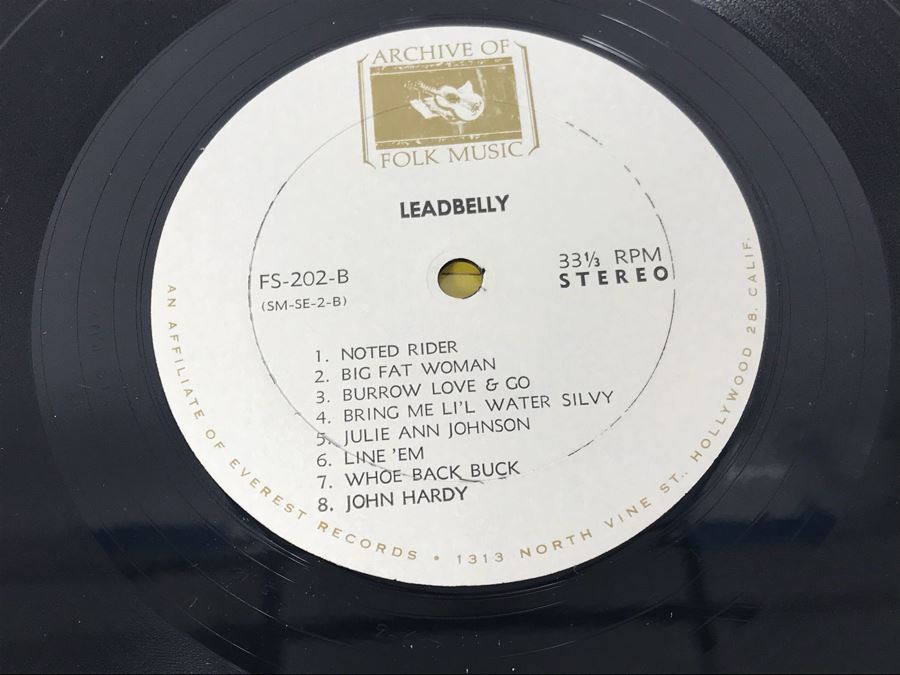 ARCHIVE OF
FOLK MUSIC
LEADBELLY
FS-202-B
(SM-SE-2-B)
33⅓ RPM
STEREO
1. NOTED RIDER
2. BIG FAT WOMAN
3. BURROW LOVE & GO
4. BRING ME LI'L WATER SILVY
5. JULIE ANN JOHNSON
6. LINE 'EM
7. WHOE BACK BUCK
8. JOHN HARDY
AN AFFILIATE OF EVEREST RECORDS • 1313 NORTH VINE ST., HOLLYWOOD 28, CALIF.